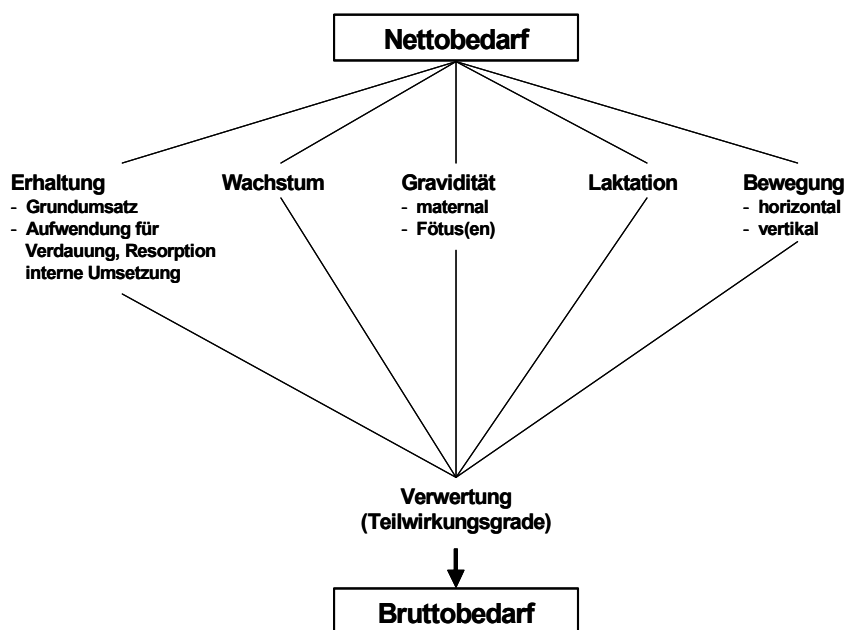 Nettobedarf
Erhaltung
- Grundumsatz
- Aufwendung für
Verdauung, Resorption
interne Umsetzung
Wachstum
Gravidität
- maternal
- Fötus(en)
Laktation
Bewegung
- horizontal
- vertikal
Verwertung
(Teilwirkungsgrade)
Bruttobedarf